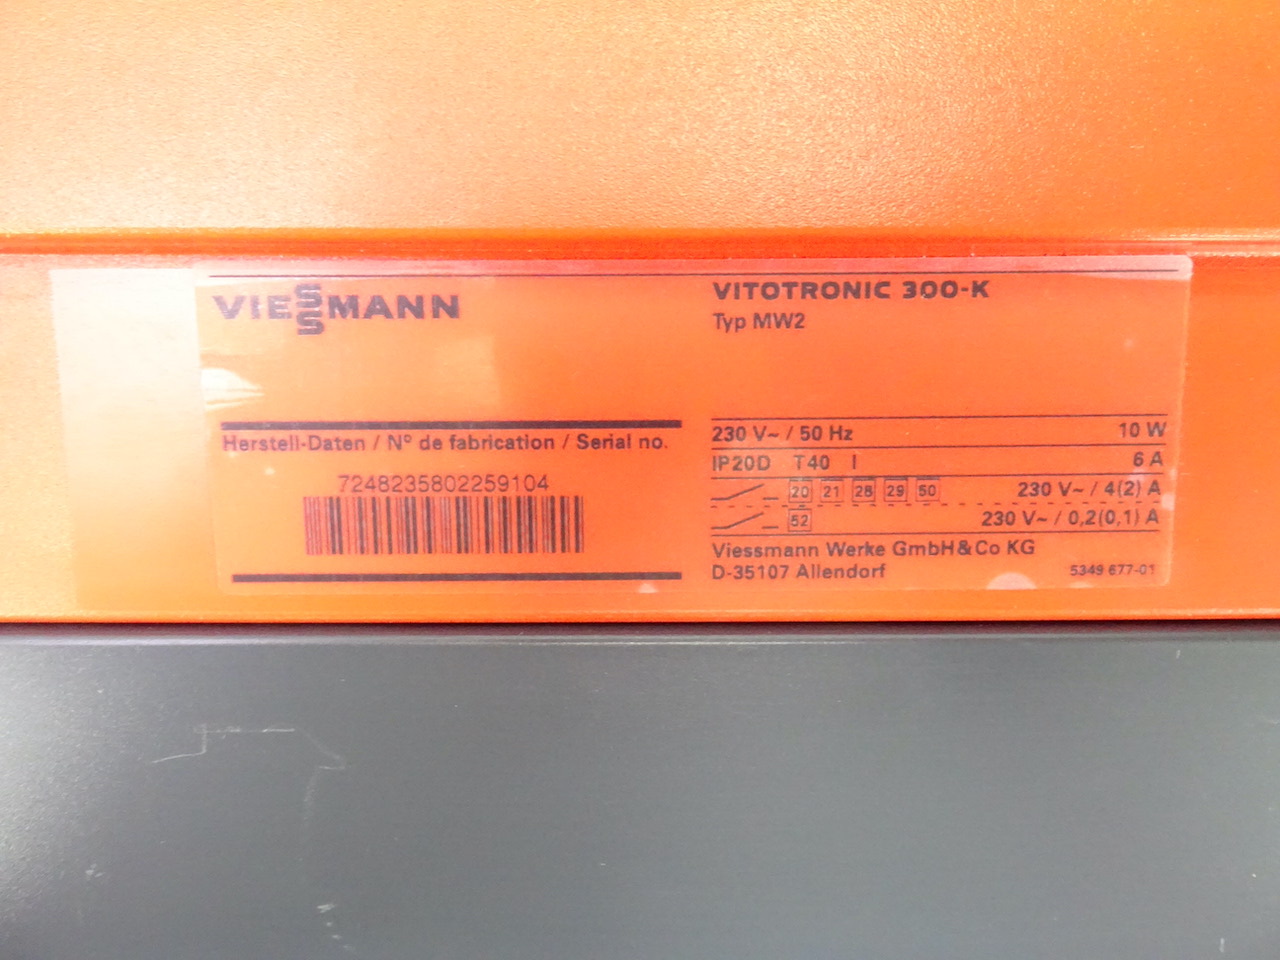 VIESSMANN
Herstell-Daten / Nº de fabrication / Serial no.
7248235802259104
VITOTRONIC 300-K
Typ MW2
230 V~ / 50 Hz 10 W
IP20D T40 I 6 A
20 21 28 29 50 230 V~ / 4(2) A
52 230 V~ / 0,2(0,1) A
Viessmann Werke GmbH&Co KG
D-35107 Allendorf 5349 677-01